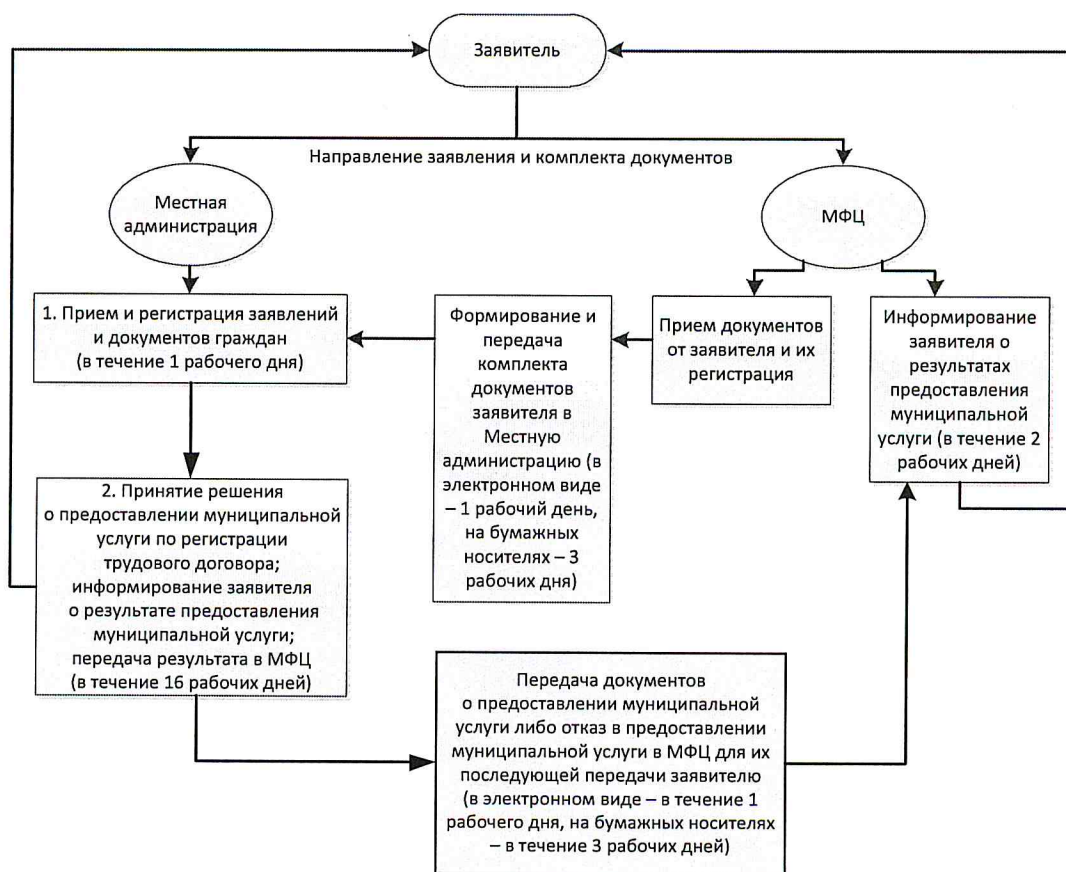 Заявитель
Направление заявления и комплекта документов
Местная
администрация
МФЦ
1. Прием и регистрация заявлений
и документов граждан
(в течение 1 рабочего дня)
Формирование и
передача
комплекта
документов
заявителя в
Местную
администрацию (в
электронном виде
– 1 рабочий день,
на бумажных
носителях – 3
рабочих дня)
Прием документов
от заявителя и их
регистрация
Информирование
заявителя о
результатах
предоставления
муниципальной
услуги (в течение 2
рабочих дней)
2. Принятие решения
о предоставлении муниципальной
услуги по регистрации
трудового договора;
информирование заявителя
о результате предоставления
муниципальной услуги;
передача результата в МФЦ
(в течение 16 рабочих дней)
Передача документов
о предоставлении муниципальной
услуги либо отказ в предоставлении
муниципальной услуги в МФЦ для их
последующей передачи заявителю
(в электронном виде – в течение 1
рабочего дня, на бумажных носителях
– в течение 3 рабочих дней)